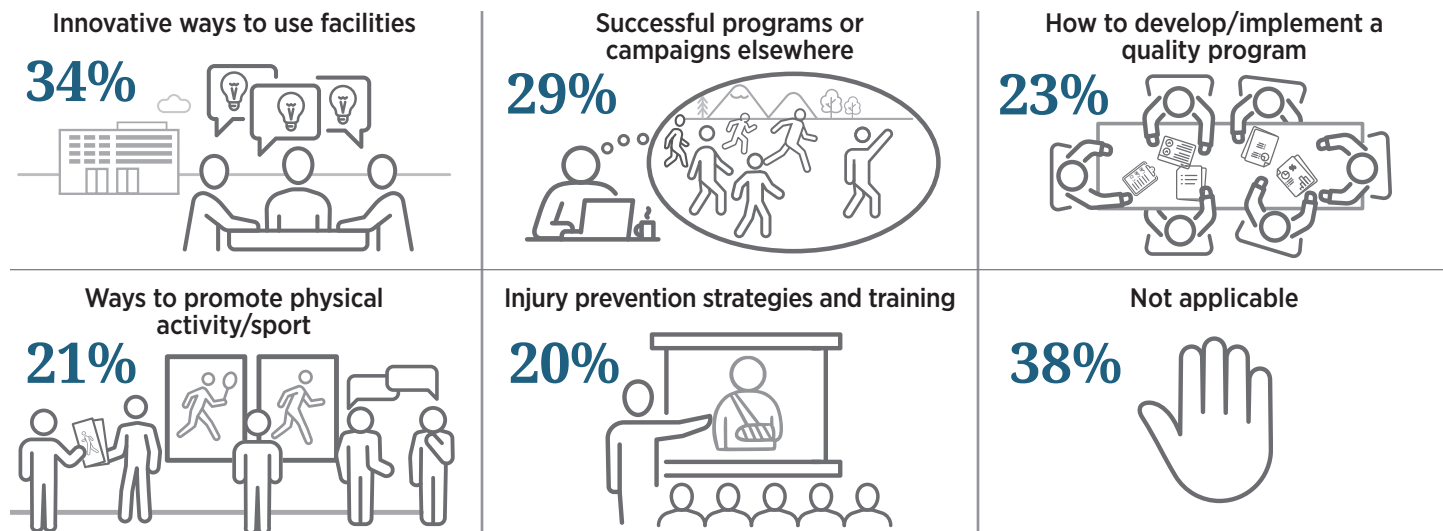 Innovative ways to use facilities
34%
Successful programs or
campaigns elsewhere
29%
How to develop/implement a
quality program
23%
Ways to promote physical
activity/sport
21%
Injury prevention strategies and training
20%
Not applicable
38%